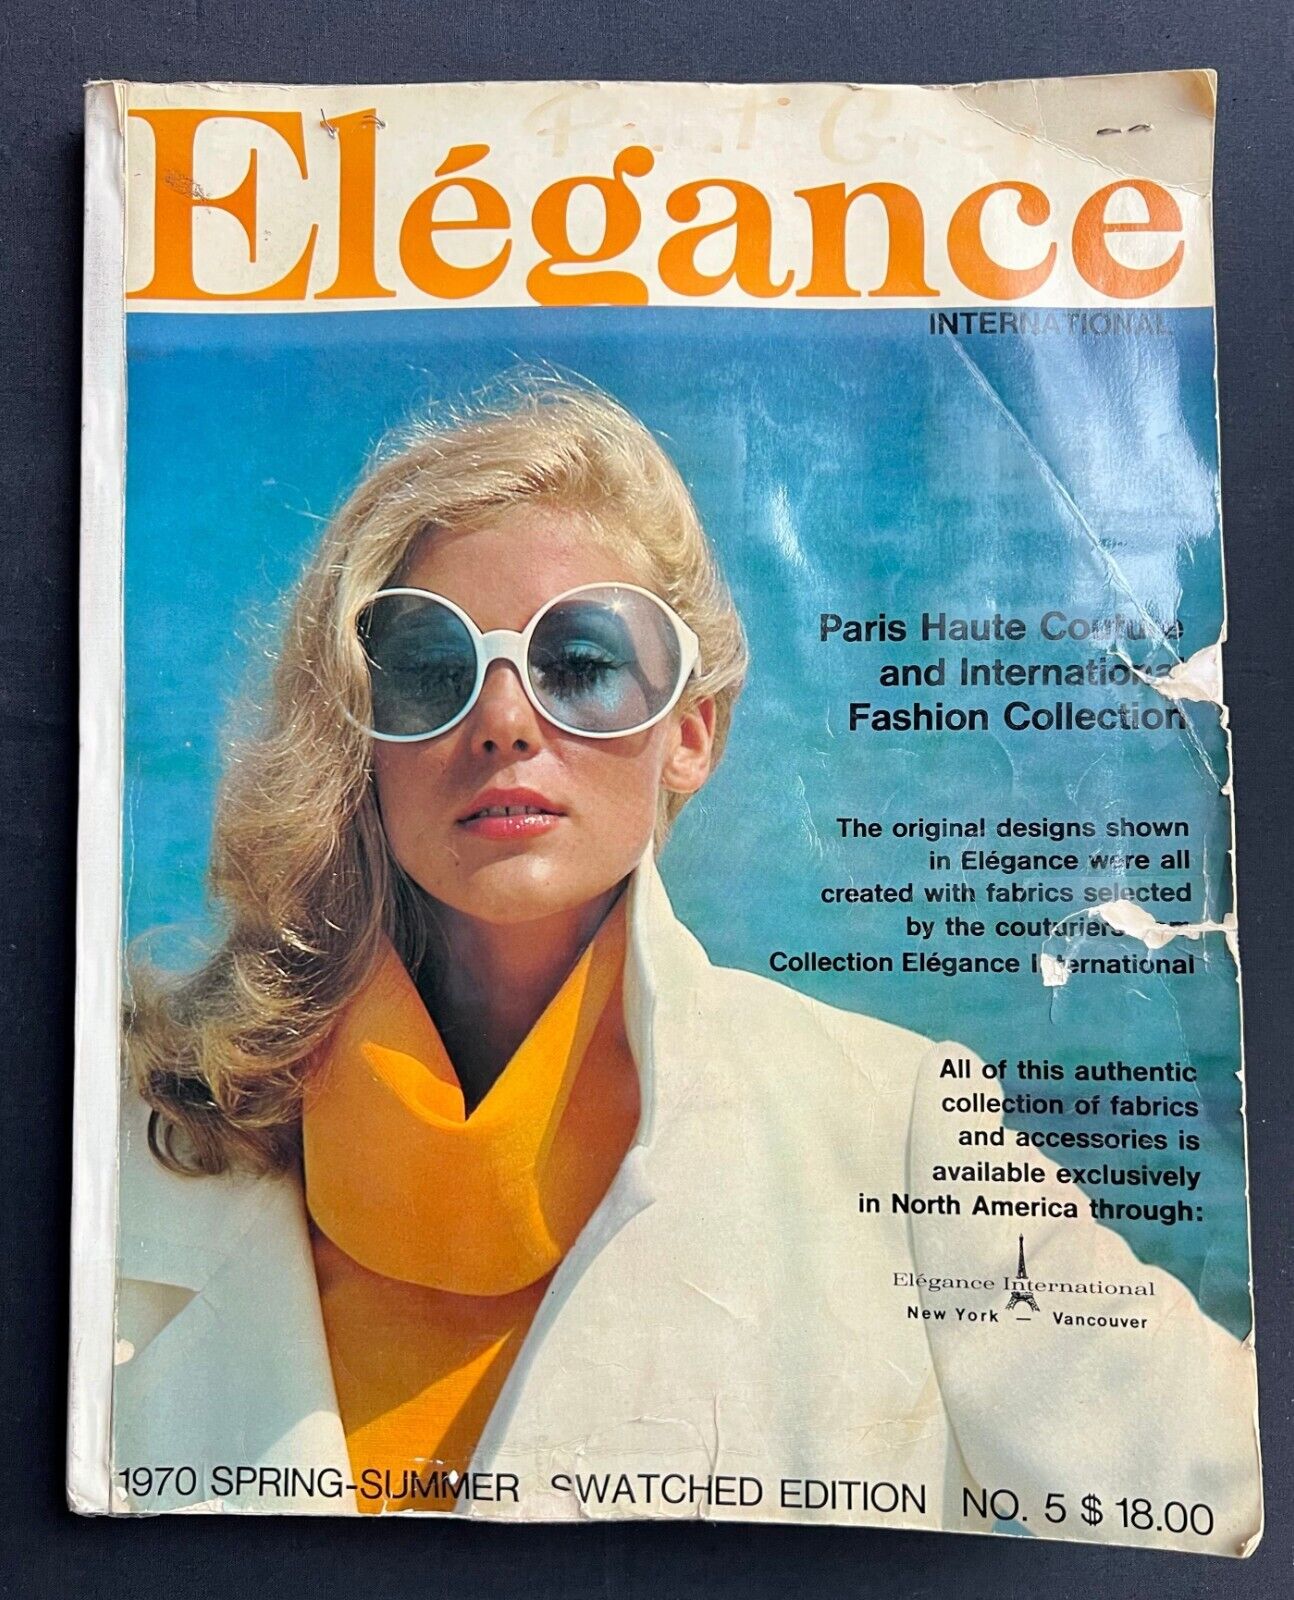 Elégance
INTERNATIONAL
Paris Haute Couture
and International
Fashion Collection
The original designs shown
in Elégance were all
created with fabrics selected
by the couturiers
Collection Elégance International
All of this authentic
collection of fabrics
and accessories is
available exclusively
in North America through:
Elégance International
New York — Vancouver
1970 SPRING-SUMMER SWATCHED EDITION NO. 5 $ 18.00